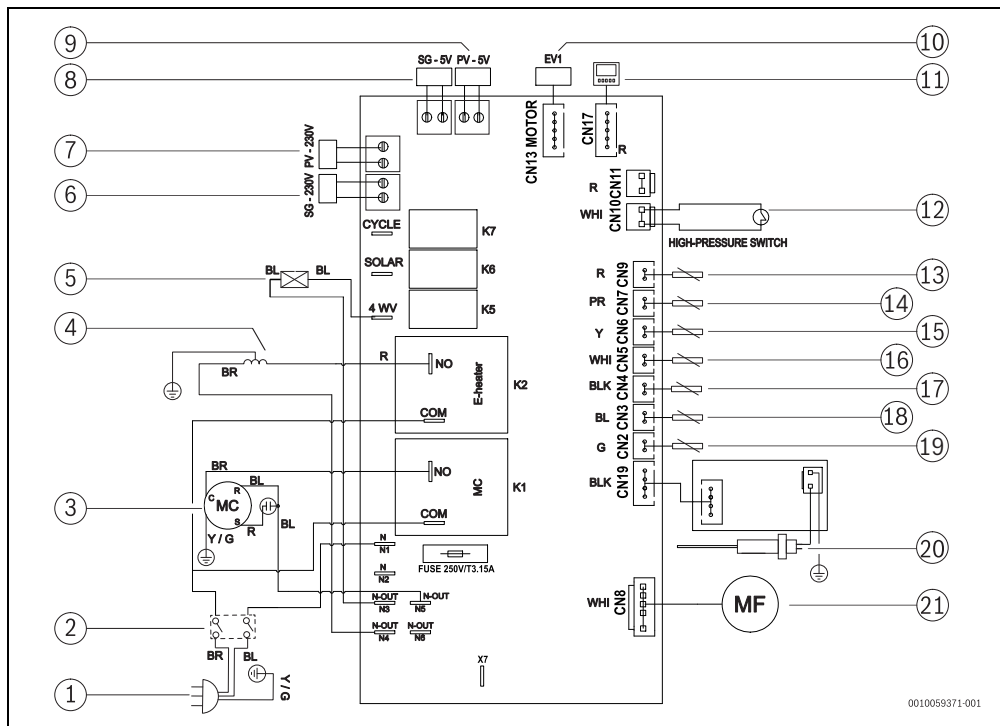 9
SG - 5V PV - 5V
EV1
10
8
11
7
PV - 230V
CN13 MOTOR
CN17
R
6
SG - 230V
R
CN11
WHI
CN10
12
HIGH-PRESSURE SWITCH
CYCLE
K7
SOLAR
K6
5
BL
BL
4 WV
K5
R
CN9
13
PR
CN7
14
Y
CN6
15
WHI
CN5
16
BLK
CN4
17
BL
CN3
18
G
CN2
19
BLK
CN19
4
BR
R
NO
E-heater
K2
COM
BR
NO
MC
K1
COM
3
C
R
MC
S
BL
R
BL
Y / G
N
N1
FUSE 250V/T3.15A
N
N2
20
N-OUT
N3
N-OUT
N5
N-OUT
N4
N-OUT
N6
WHI
CN8
MF
21
2
BR
BL
Y / G
1
X7
0010059371-001